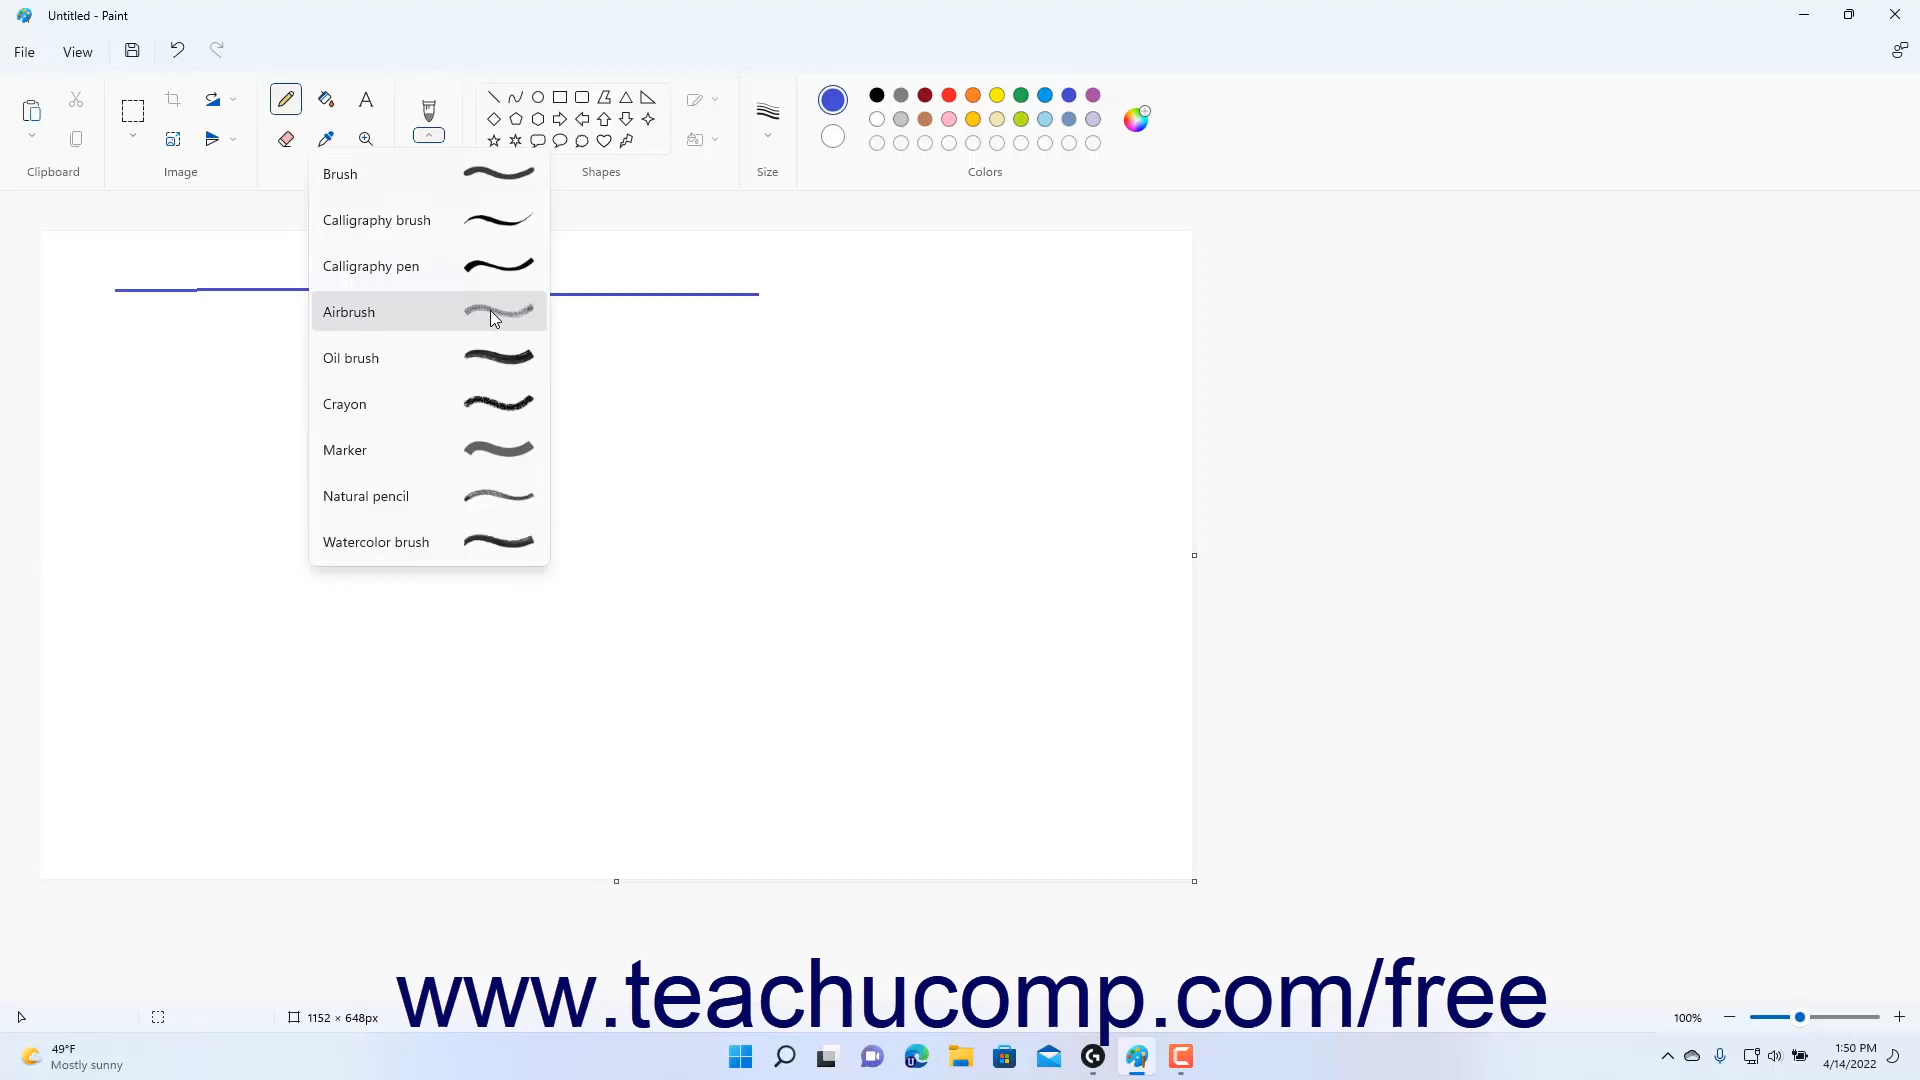 Untitled - Paint
File View
Clipboard
Image
Shapes
Size
Colors
Brush
Calligraphy brush
Calligraphy pen
Airbrush
Oil brush
Crayon
Marker
Natural pencil
Watercolor brush
www.teachucomp.com/free
1152 × 648px
100%
49°F
Mostly sunny
1:50 PM
4/14/2022